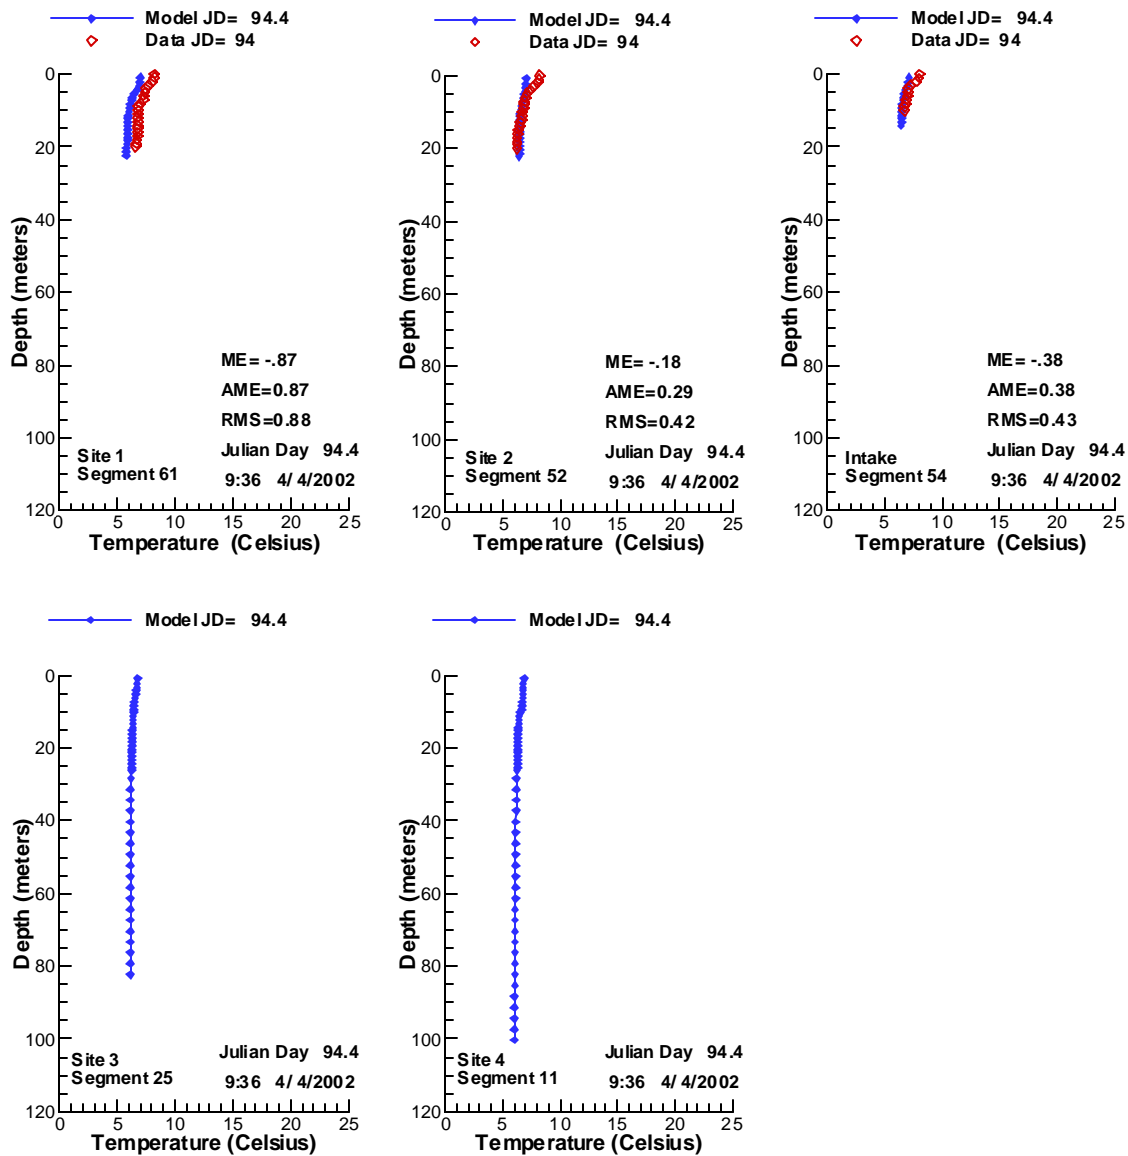 Model JD= 94.4
Data JD= 94
0
20
40
60
80
100
120
Depth (meters)
ME= -.87
AME=0.87
RMS=0.88
Julian Day 94.4
9:36 4/ 4/2002
Site 1
Segment 61
0 5 10 15 20 25
Temperature (Celsius)
Model JD= 94.4
Data JD= 94
0
20
40
60
80
100
120
Depth (meters)
ME= -.18
AME=0.29
RMS=0.42
Julian Day 94.4
9:36 4/ 4/2002
Site 2
Segment 52
0 5 10 15 20 25
Temperature (Celsius)
Model JD= 94.4
Data JD= 94
0
20
40
60
80
100
120
Depth (meters)
ME= -.38
AME=0.38
RMS=0.43
Julian Day 94.4
9:36 4/ 4/2002
Intake
Segment 54
0 5 10 15 20 25
Temperature (Celsius)
Model JD= 94.4
0
20
40
60
80
100
120
Depth (meters)
Julian Day 94.4
9:36 4/ 4/2002
Site 3
Segment 25
0 5 10 15 20 25
Temperature (Celsius)
Model JD= 94.4
0
20
40
60
80
100
120
Depth (meters)
Julian Day 94.4
9:36 4/ 4/2002
Site 4
Segment 11
0 5 10 15 20 25
Temperature (Celsius)